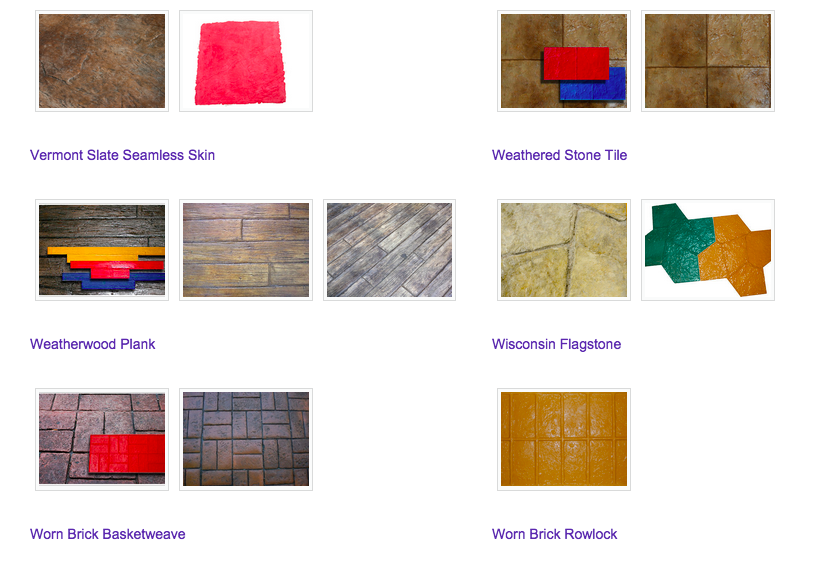 Vermont Slate Seamless Skin
Weathered Stone Tile
Weatherwood Plank
Wisconsin Flagstone
Worn Brick Basketweave
Worn Brick Rowlock